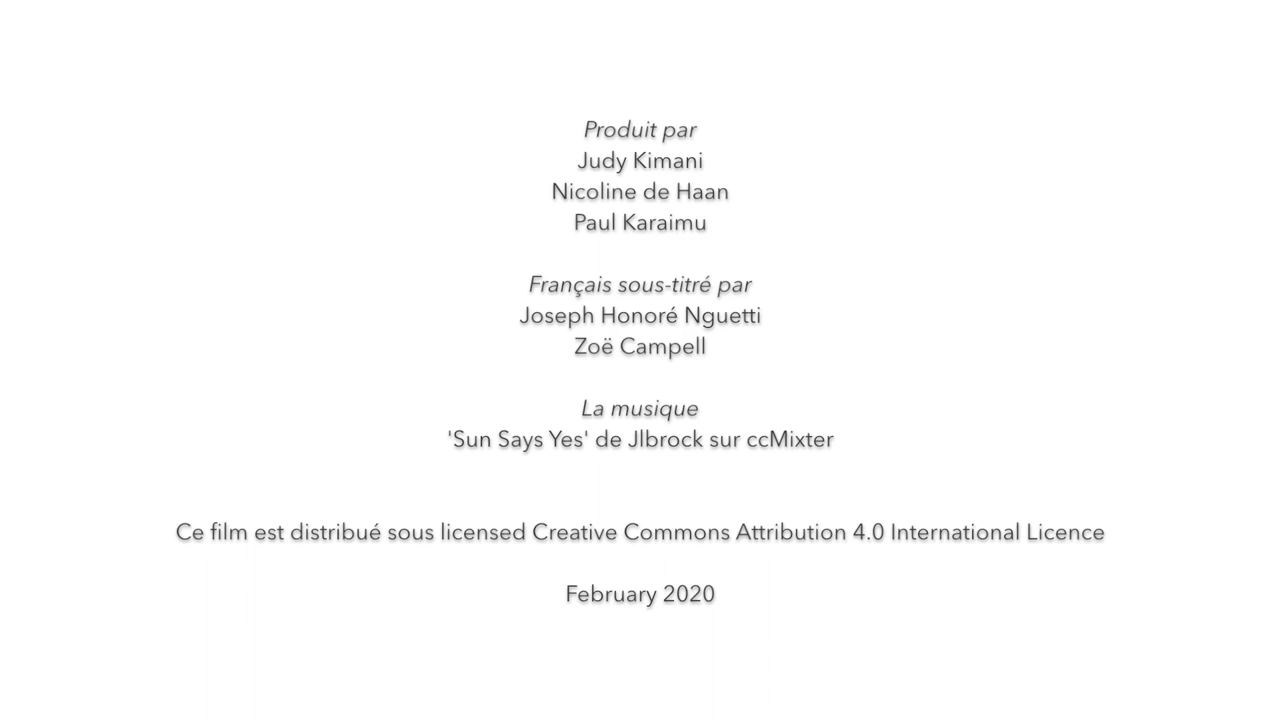 Produit par
Judy Kimani
Nicoline de Haan
Paul Karaimu
Français sous-titré par
Joseph Honoré Nguetti
Zoë Campell
La musique
'Sun Says Yes' de Jlbrock sur ccMixter
Ce film est distribué sous licensed Creative Commons Attribution 4.0 International Licence
February 2020